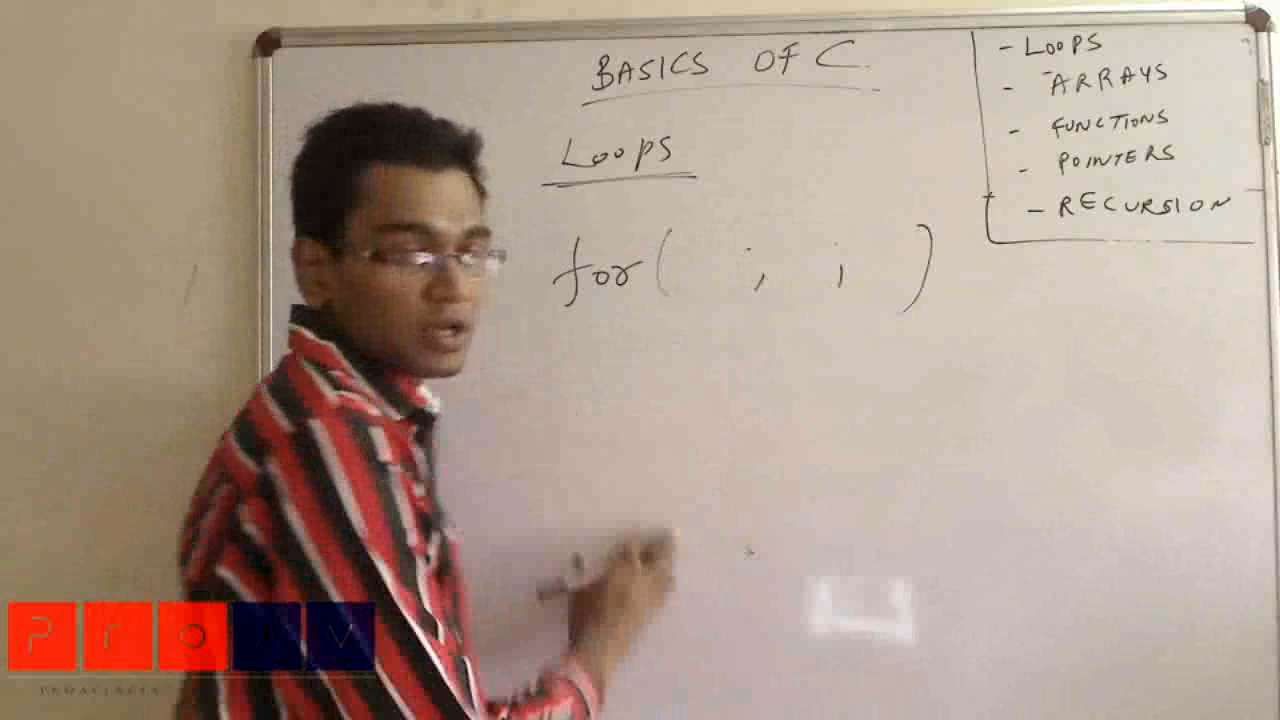 BASICS OF C
- LOOPS
- ARRAYS
- FUNCTIONS
- POINTERS
- RECURSION
Loops
for( ; ; )